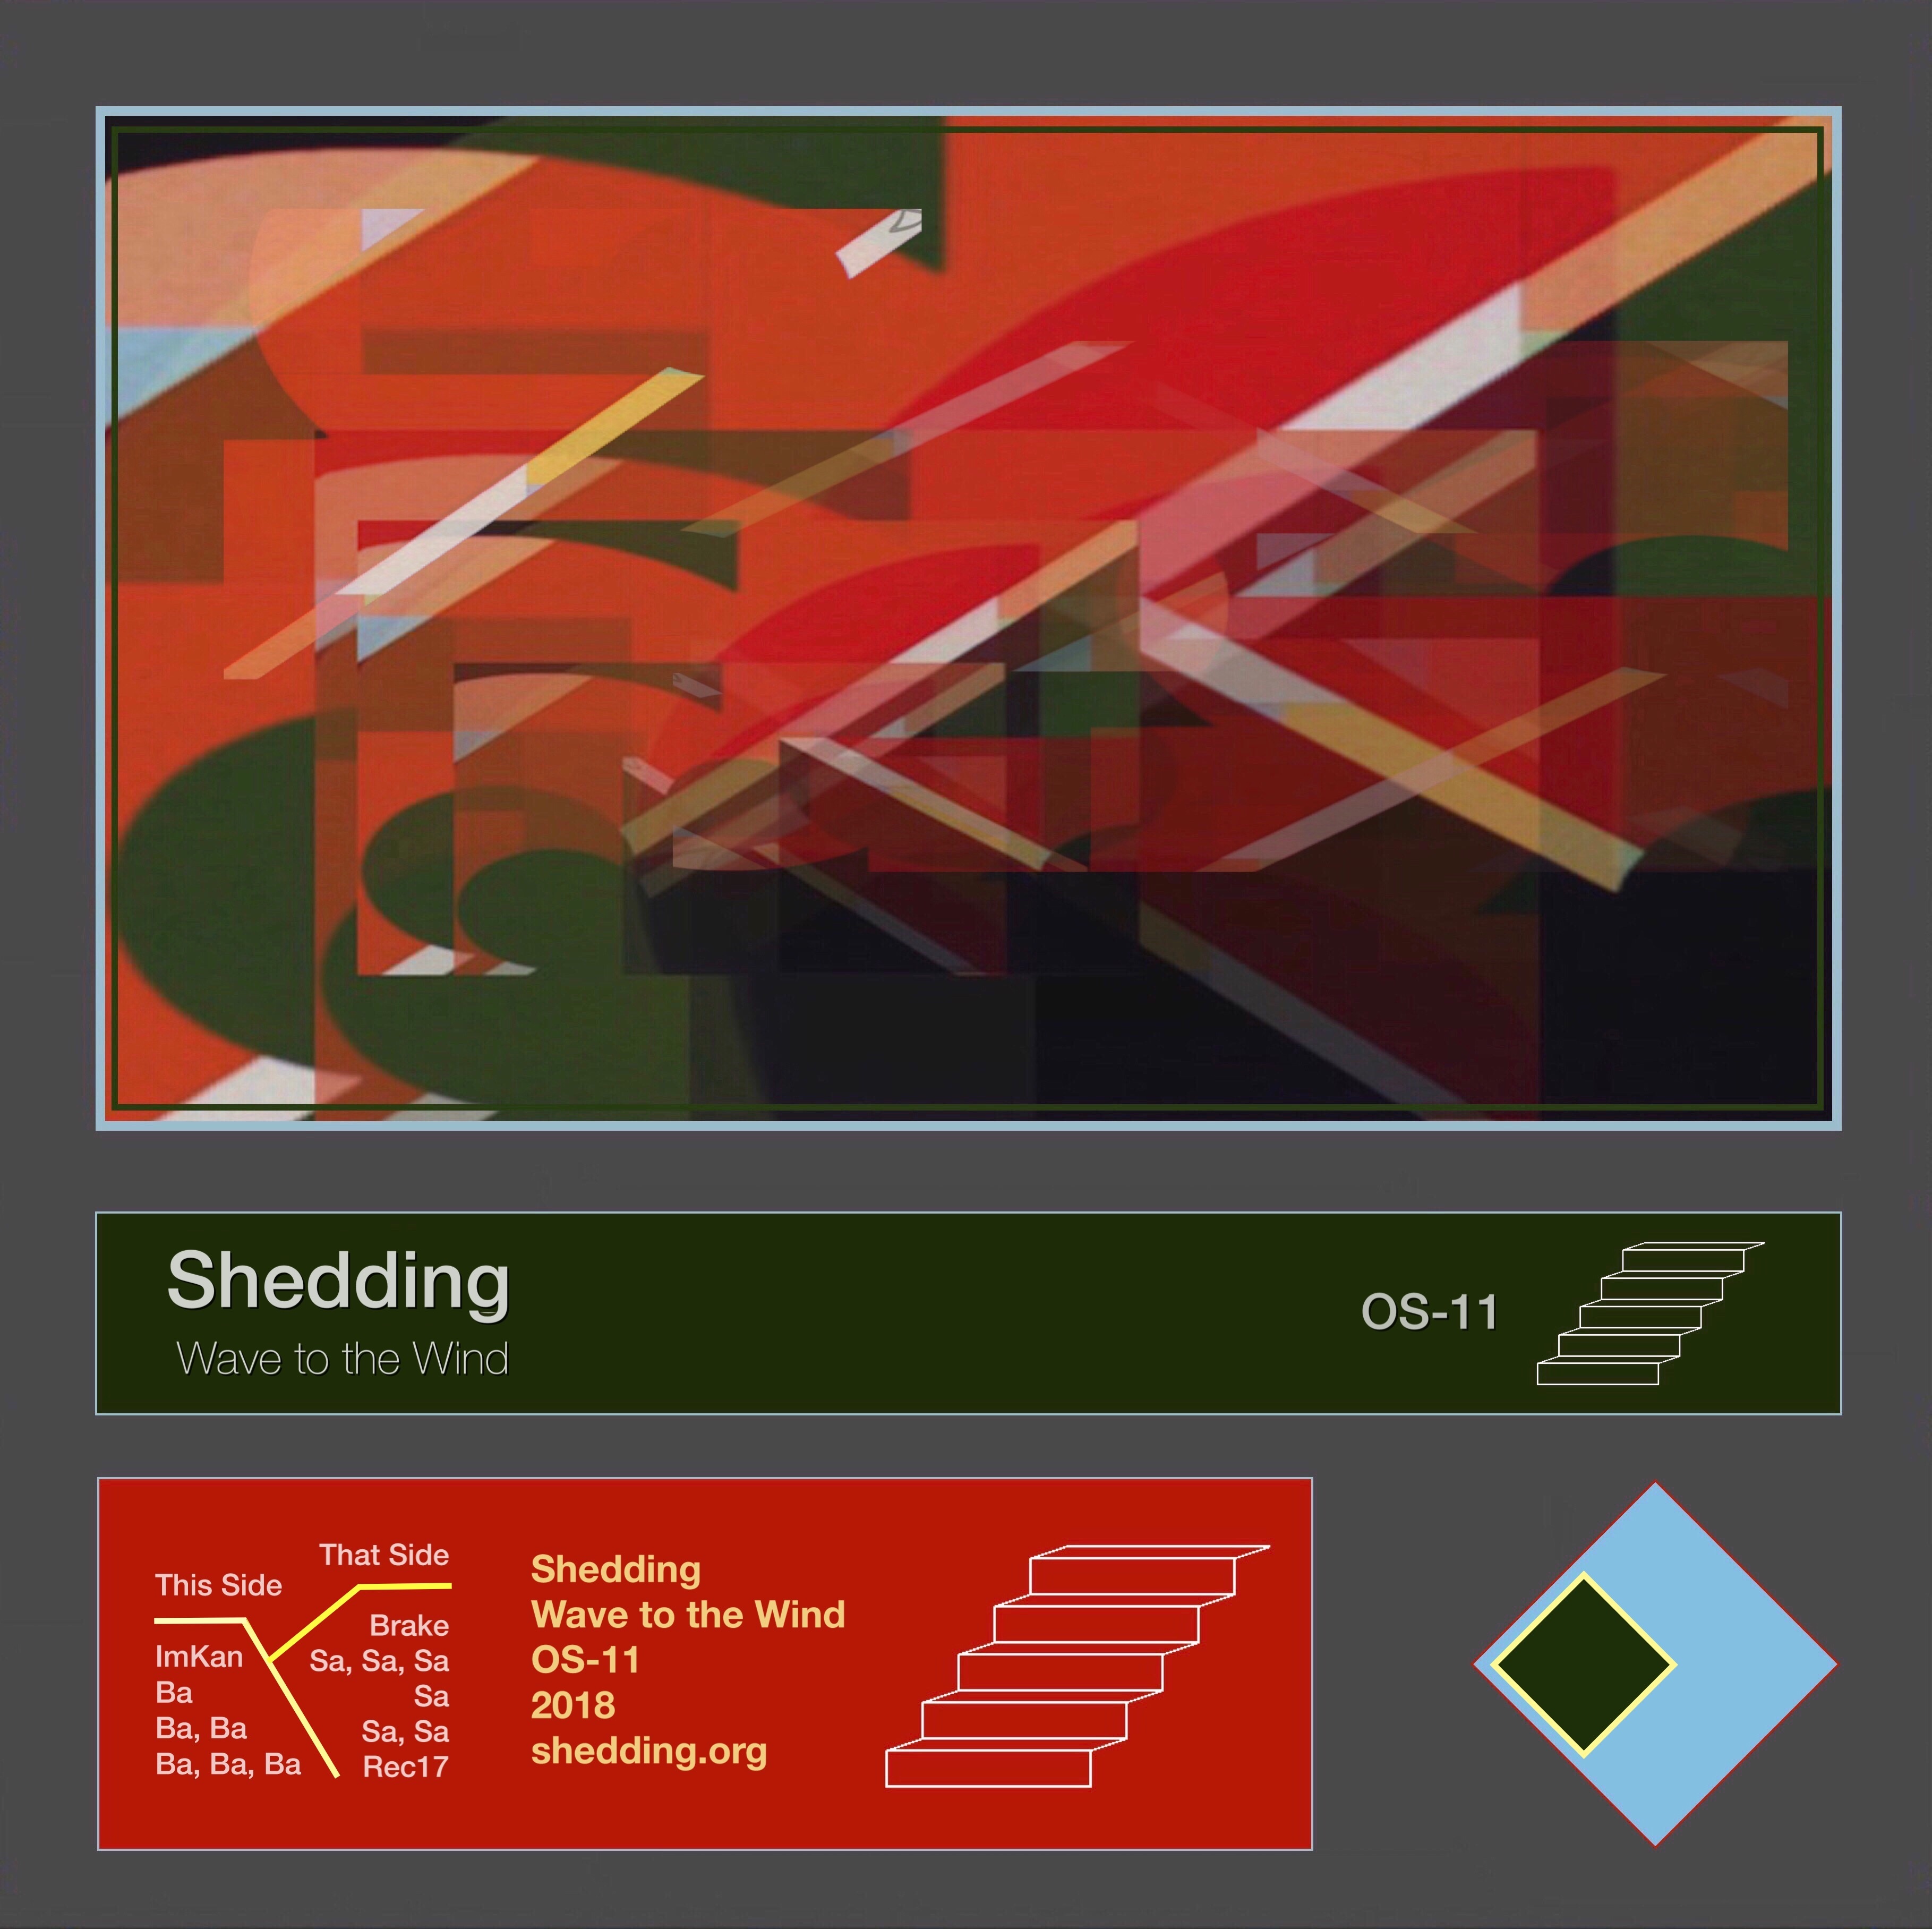 Shedding
Wave to the Wind
OS-11
This Side
ImKan
Ba
Ba, Ba
Ba, Ba, Ba
That Side
Brake
Sa, Sa, Sa
Sa
Sa, Sa
Rec17
Shedding
Wave to the Wind
OS-11
2018
shedding.org